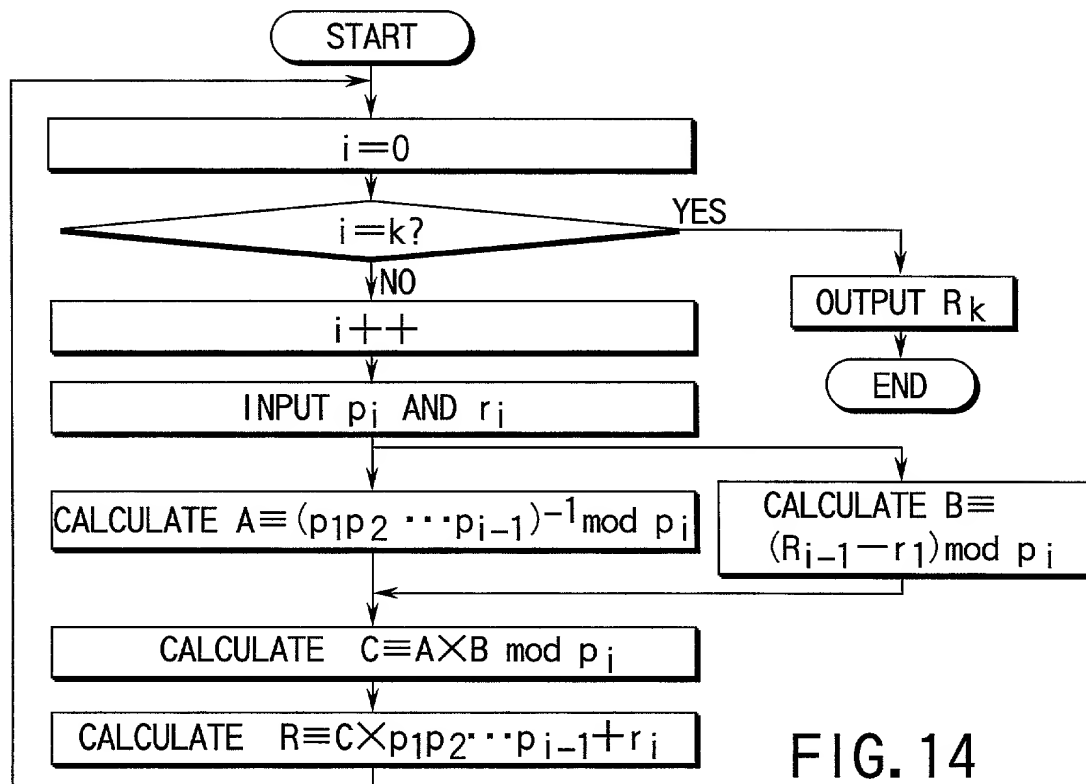 START
i=0
i=k?
YES
NO
OUTPUT Rk
i++
END
INPUT pi AND ri
CALCULATE A≡(p1p2 ···pi−1)−1mod pi
CALCULATE B≡
(Ri−1−r1)mod pi
CALCULATE C≡A×B mod pi
CALCULATE R≡C×p1p2···pi−1+ri
FIG.14